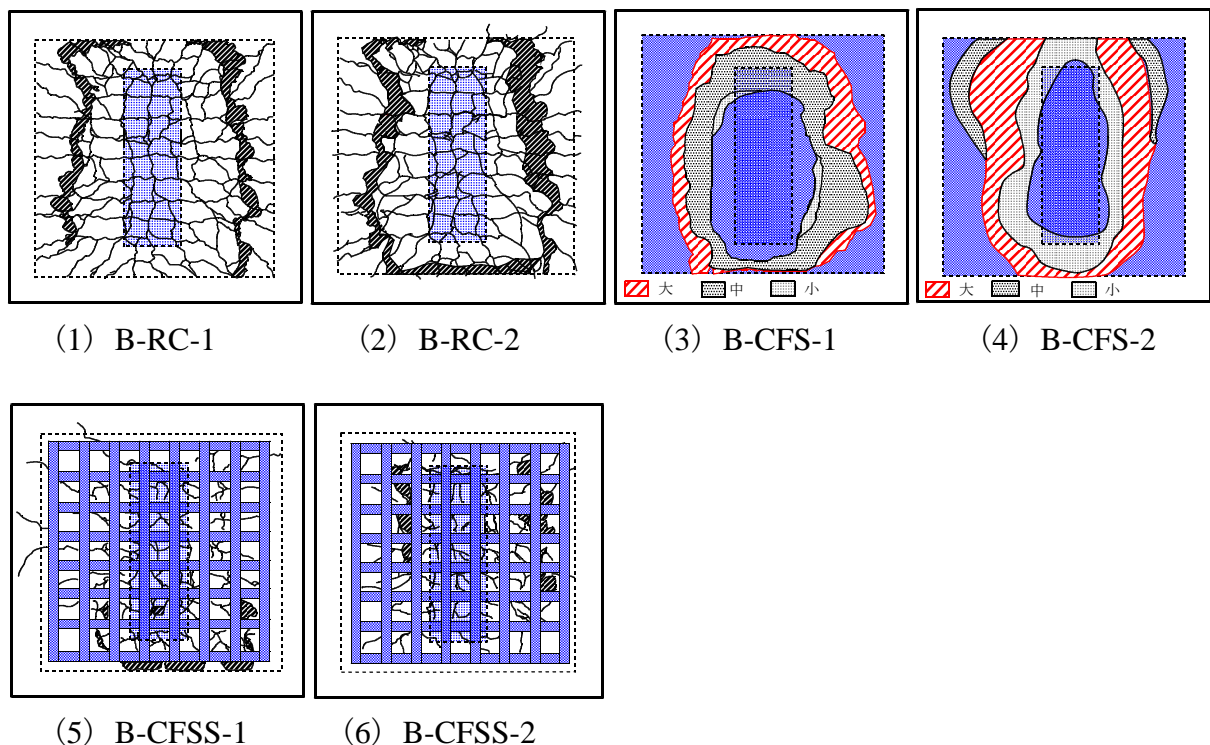 大 中 小
大 中 小
(1) B-RC-1
(2) B-RC-2
(3) B-CFS-1
(4) B-CFS-2
(5) B-CFSS-1
(6) B-CFSS-2